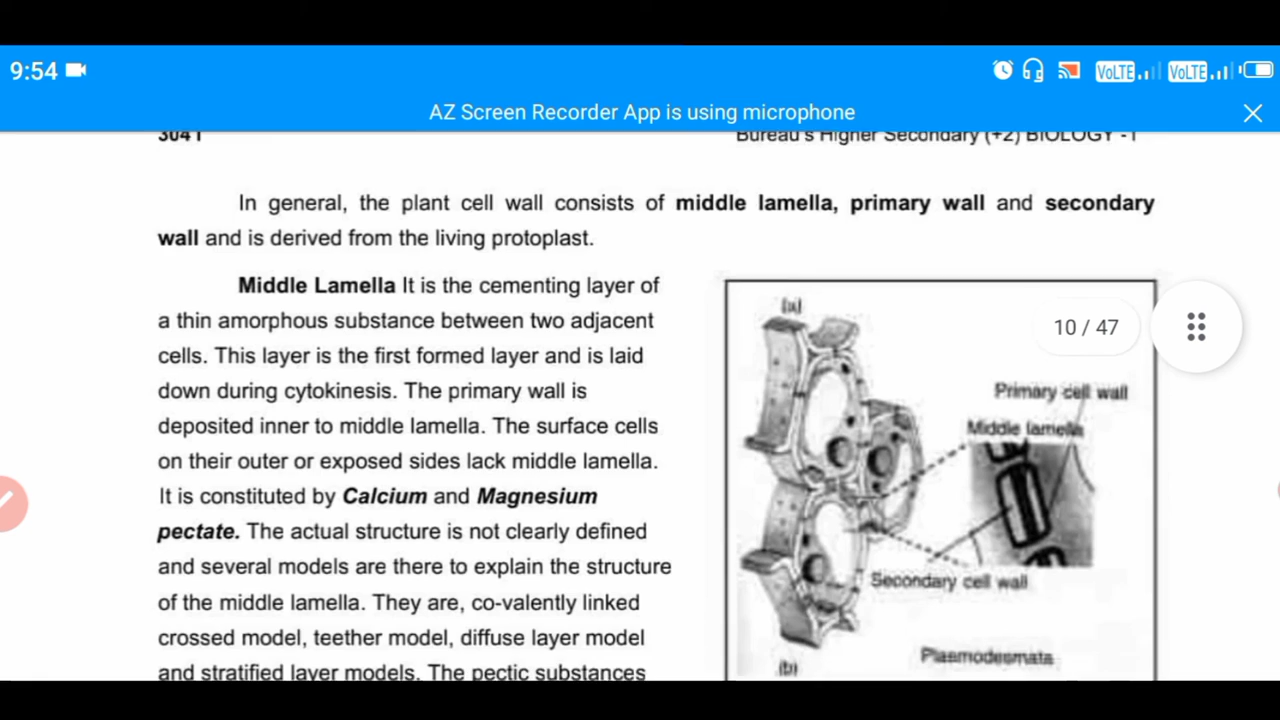 9:54
VoLTE VoLTE
AZ Screen Recorder App is using microphone
3041 Bureau's Higher Secondary (+2) BIOLOGY -1
In general, the plant cell wall consists of middle lamella, primary wall and secondary
wall and is derived from the living protoplast.
Middle Lamella It is the cementing layer of
a thin amorphous substance between two adjacent
cells. This layer is the first formed layer and is laid
down during cytokinesis. The primary wall is
deposited inner to middle lamella. The surface cells
on their outer or exposed sides lack middle lamella.
It is constituted by Calcium and Magnesium
pectate. The actual structure is not clearly defined
and several models are there to explain the structure
of the middle lamella. They are, co-valently linked
crossed model, teether model, diffuse layer model
and stratified layer models. The pectic substances
(a)
10 / 47
Primary cell wall
Middle lamella
Secondary cell wall
Plasmodesmata
(b)